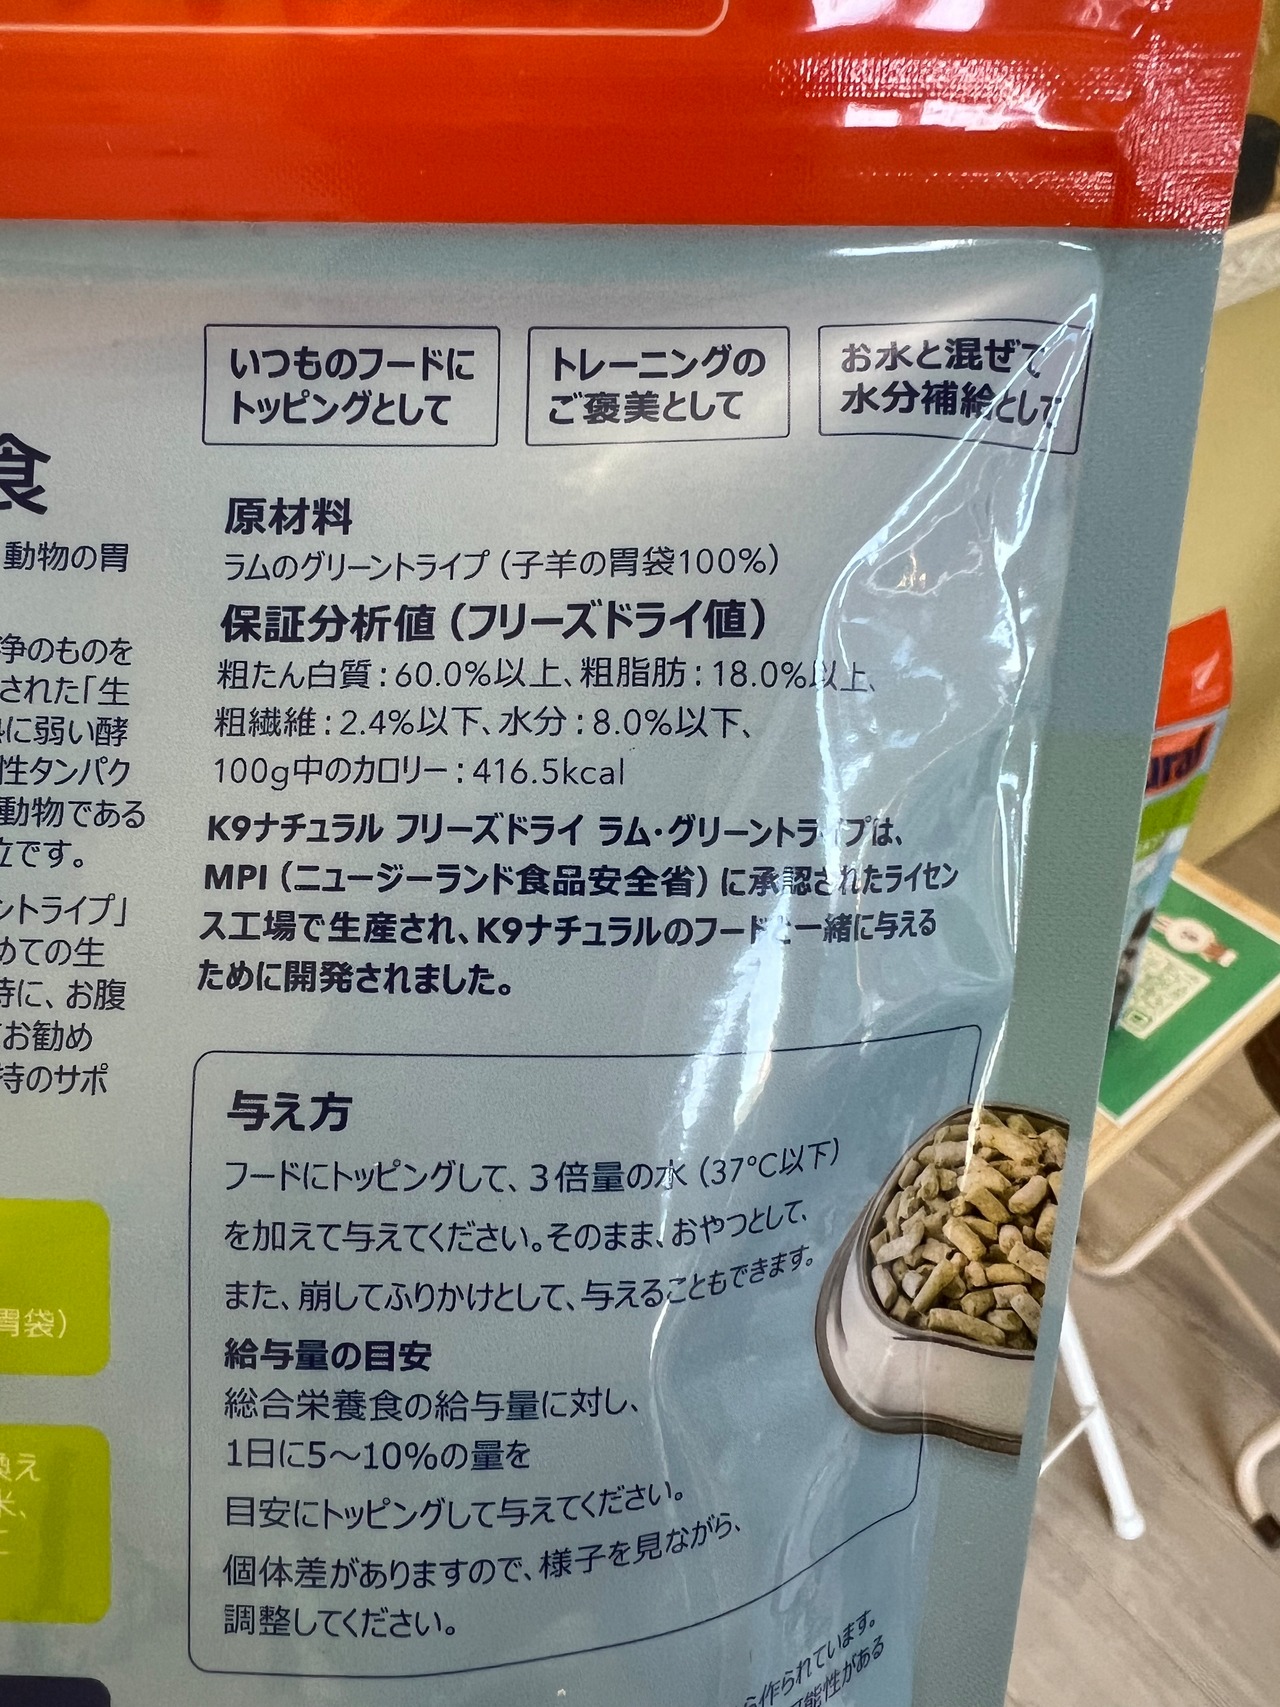 いつものフードに
トッピングとして
トレーニングの
ご褒美として
お水と混ぜて
水分補給として
食
動物の胃
浄のものを
された「生
に弱い酵
性タンパク
動物である
立です。
ントライプ」
めての生
時に、お腹
お勧め
持のサポ
胃袋）
換え
米、
原材料
ラムのグリーントライプ（子羊の胃袋100%）
保証分析値（フリーズドライ値）
粗たん白質：60.0%以上、粗脂肪：18.0%以上、
粗繊維：2.4%以下、水分：8.0%以下、
100g中のカロリー：416.5kcal
K9ナチュラル フリーズドライ ラム・グリーントライプは、
MPI（ニュージーランド食品安全省）に承認されたライセン
ス工場で生産され、K9ナチュラルのフードと一緒に与える
ために開発されました。
与え方
フードにトッピングして、3倍量の水（37℃以下）
を加えて与えてください。そのまま、おやつとして、
また、崩してふりかけとして、与えることもできます。
給与量の目安
総合栄養食の給与量に対し、
1日に5～10%の量を
目安にトッピングして与えてください。
個体差がありますので、様子を見ながら、
調整してください。
ら作られています。
可能性がある
ural